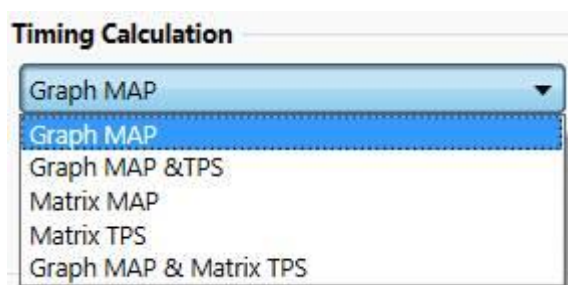 Timing Calculation
Graph MAP
Graph MAP
Graph MAP &TPS
Matrix MAP
Matrix TPS
Graph MAP & Matrix TPS